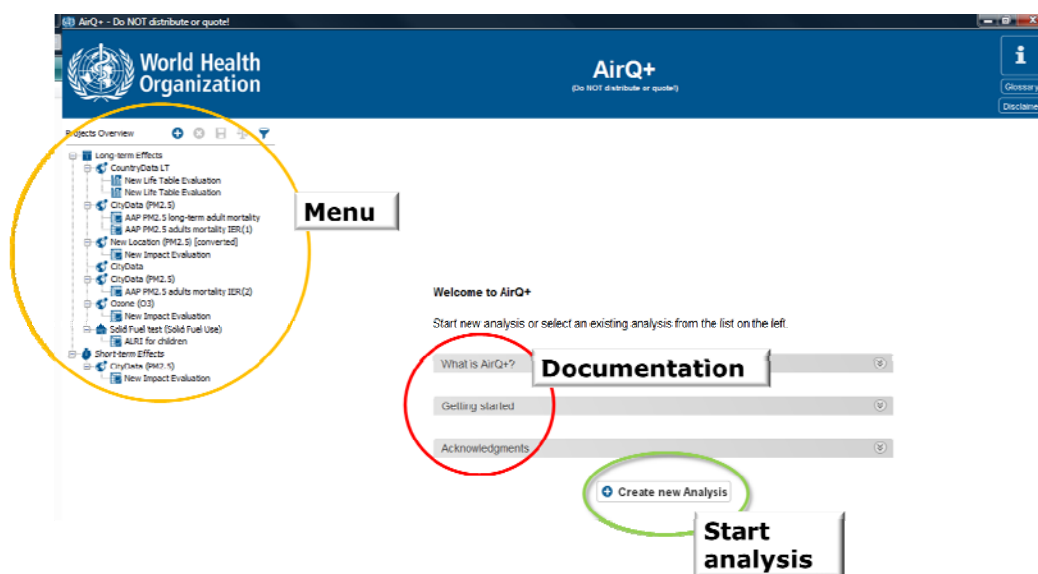 AirQ+ - Do NOT distribute or quote!
World Health
Organization
AirQ+
(Do NOT distribute or quote!)
i
Glossary
Disclaime
Projects Overview
Long-term Effects
CountryData LT
New Life Table Evaluation
New Life Table Evaluation
CityData (PM2.5)
AAP PM2.5 long-term adult mortality
AAP PM2.5 adults mortality IER(1)
New Location (PM2.5) [converted]
New Impact Evaluation
CityData
CityData (PM2.5)
AAP PM2.5 adults mortality IER(2)
Ozone (O3)
New Impact Evaluation
Solid Fuel test (Solid Fuel Use)
ALRI for children
Short-term Effects
CityData (PM2.5)
New Impact Evaluation
Menu
Welcome to AirQ+
Start new analysis or select an existing analysis from the list on the left.
What is AirQ+?
Documentation
Getting started
Acknowledgments
Create new Analysis
Start
analysis